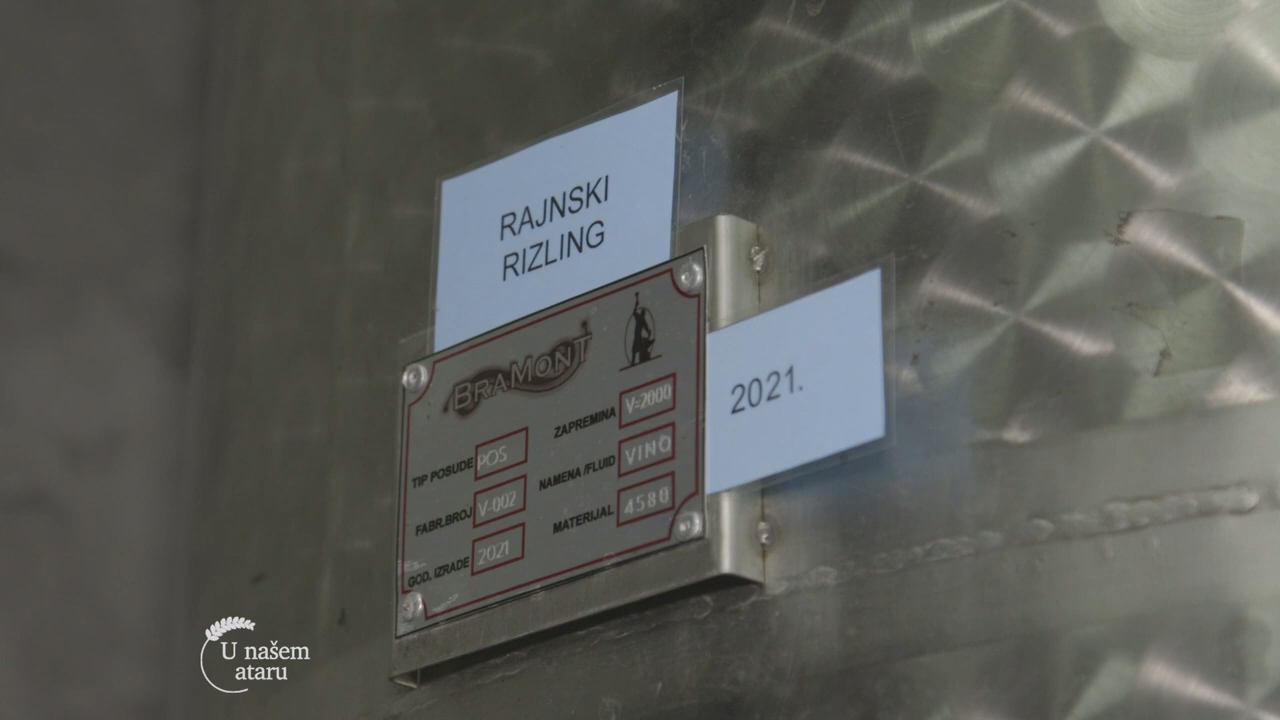 RAJNSKI
RIZLING
2021.
BRAMONT
ZAPREMINA V-2000
TIP POSUDE POS
NAMENA /FLUID VINO
FABR.BROJ V-002
MATERIJAL 4580
GOD. IZRADE 2021
U našem
ataru